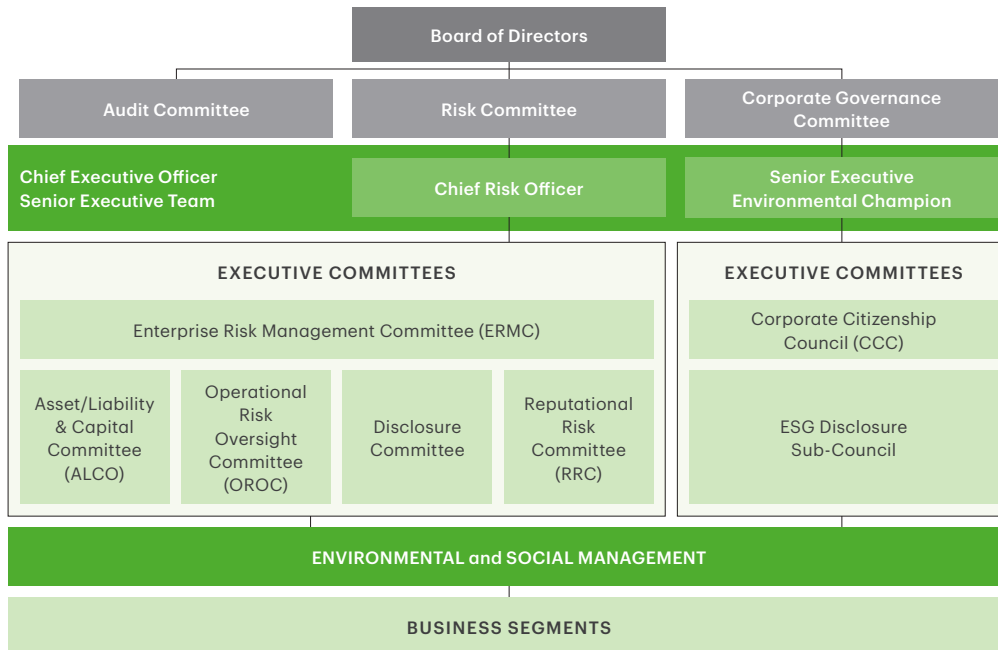 Board of Directors
Audit Committee
Risk Committee
Corporate Governance
Committee
Chief Executive Officer
Senior Executive Team
Chief Risk Officer
Senior Executive
Environmental Champion
EXECUTIVE COMMITTEES
Enterprise Risk Management Committee (ERMC)
Asset/Liability
& Capital
Committee
(ALCO)
Operational
Risk
Oversight
Committee
(OROC)
Disclosure
Committee
Reputational
Risk
Committee
(RRC)
EXECUTIVE COMMITTEES
Corporate Citizenship
Council (CCC)
ESG Disclosure
Sub-Council
ENVIRONMENTAL and SOCIAL MANAGEMENT
BUSINESS SEGMENTS